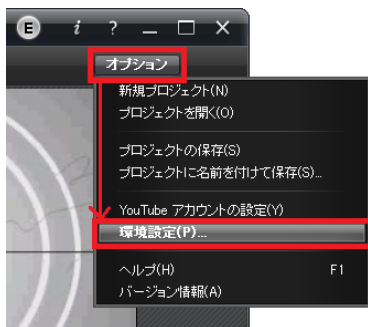 E i ?
オプション
新規プロジェクト(N)
プロジェクトを開く(O)
プロジェクトの保存(S)
プロジェクトに名前を付けて保存(S)...
YouTube アカウントの設定(Y)
環境設定(P)...
ヘルプ(H) F1
バージョン情報(A)